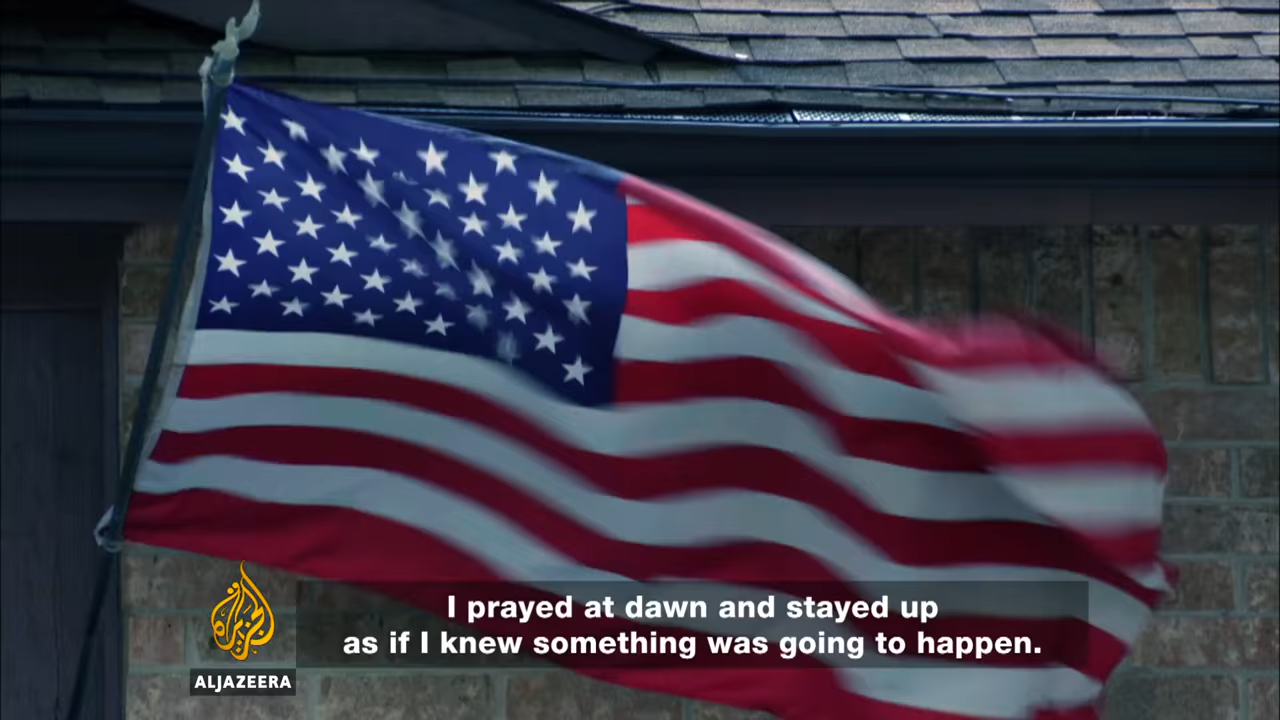 I prayed at dawn and stayed up
as if I knew something was going to happen.
الجزيرة
ALJAZEERA